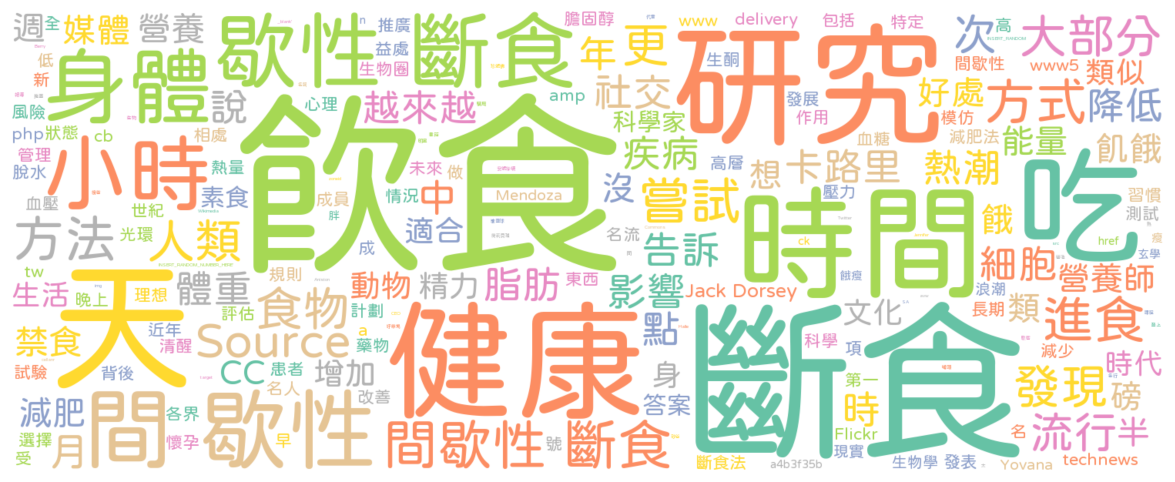 週
全
媒體
營養
歇性
斷食
推廣
益處
生物圈
膽固醇
年
更
www
delivery
包括
特定
生酮
次
高
大部分
間歇性
www5
類似
低
新
身體
說
心理
越來越
amp
社交
科學家
研究
發展
作用
好處
模仿
方式
降低
風險
php
狀態
cb
相處
管理
脫水
小時
熱量
飲食
疾病
高層
血糖
減肥法
能量
飢餓
想
卡路里
熱潮
血壓
素食
世紀
成員
情況
未來
做
中
Mendoza
沒
嘗試
壓力
時間
餓
吃
習慣
測試
方法
光環
人類
胖
成
適合
名流
告訴
ck
細胞
href
玄學
tw
生活
晚上
理想
體重
規則
動物
精力
脂肪
東西
影響
Jack Dorsey
浪潮
營養師
評估
食物
計劃
長期
類
進食
天
禁食
近年
清醒
Source
a
藥物
點
文化
科學
項
減少
時代
試驗
背後
CC
患者
增加
健康
身
斷食
第一
發現
磅
名人
改善
減肥
各界
答案
時
流行
半
選擇
受
月
懷孕
間
歇性
早
間歇性
斷食
號
Flickr
現實
名
斷食法
a4b3f35b
生物學
發表
Yovana
technews